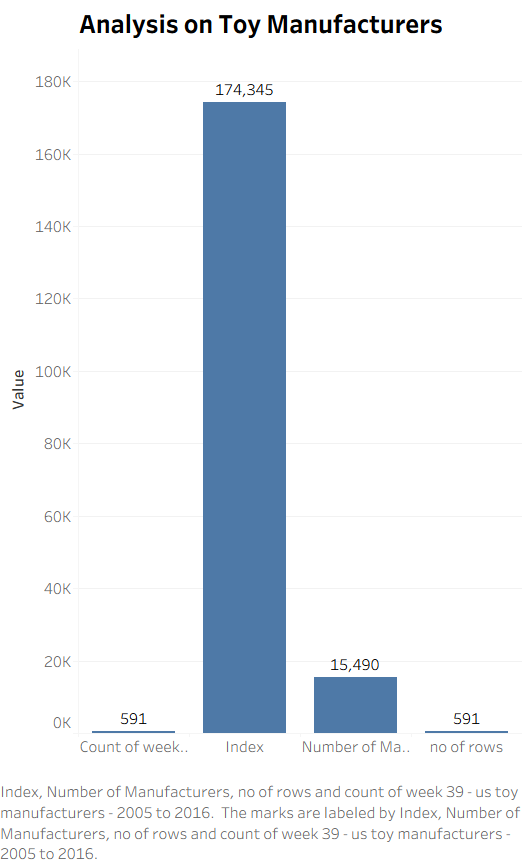 Analysis on Toy Manufacturers
180K
174,345
160K
140K
120K
100K
Value
80K
60K
40K
20K
15,490
0K
591
591
Count of week..
Index
Number of Ma..
no of rows
Index, Number of Manufacturers, no of rows and count of week 39 - us toy
manufacturers - 2005 to 2016. The marks are labeled by Index, Number of
Manufacturers, no of rows and count of week 39 - us toy manufacturers -
2005 to 2016.